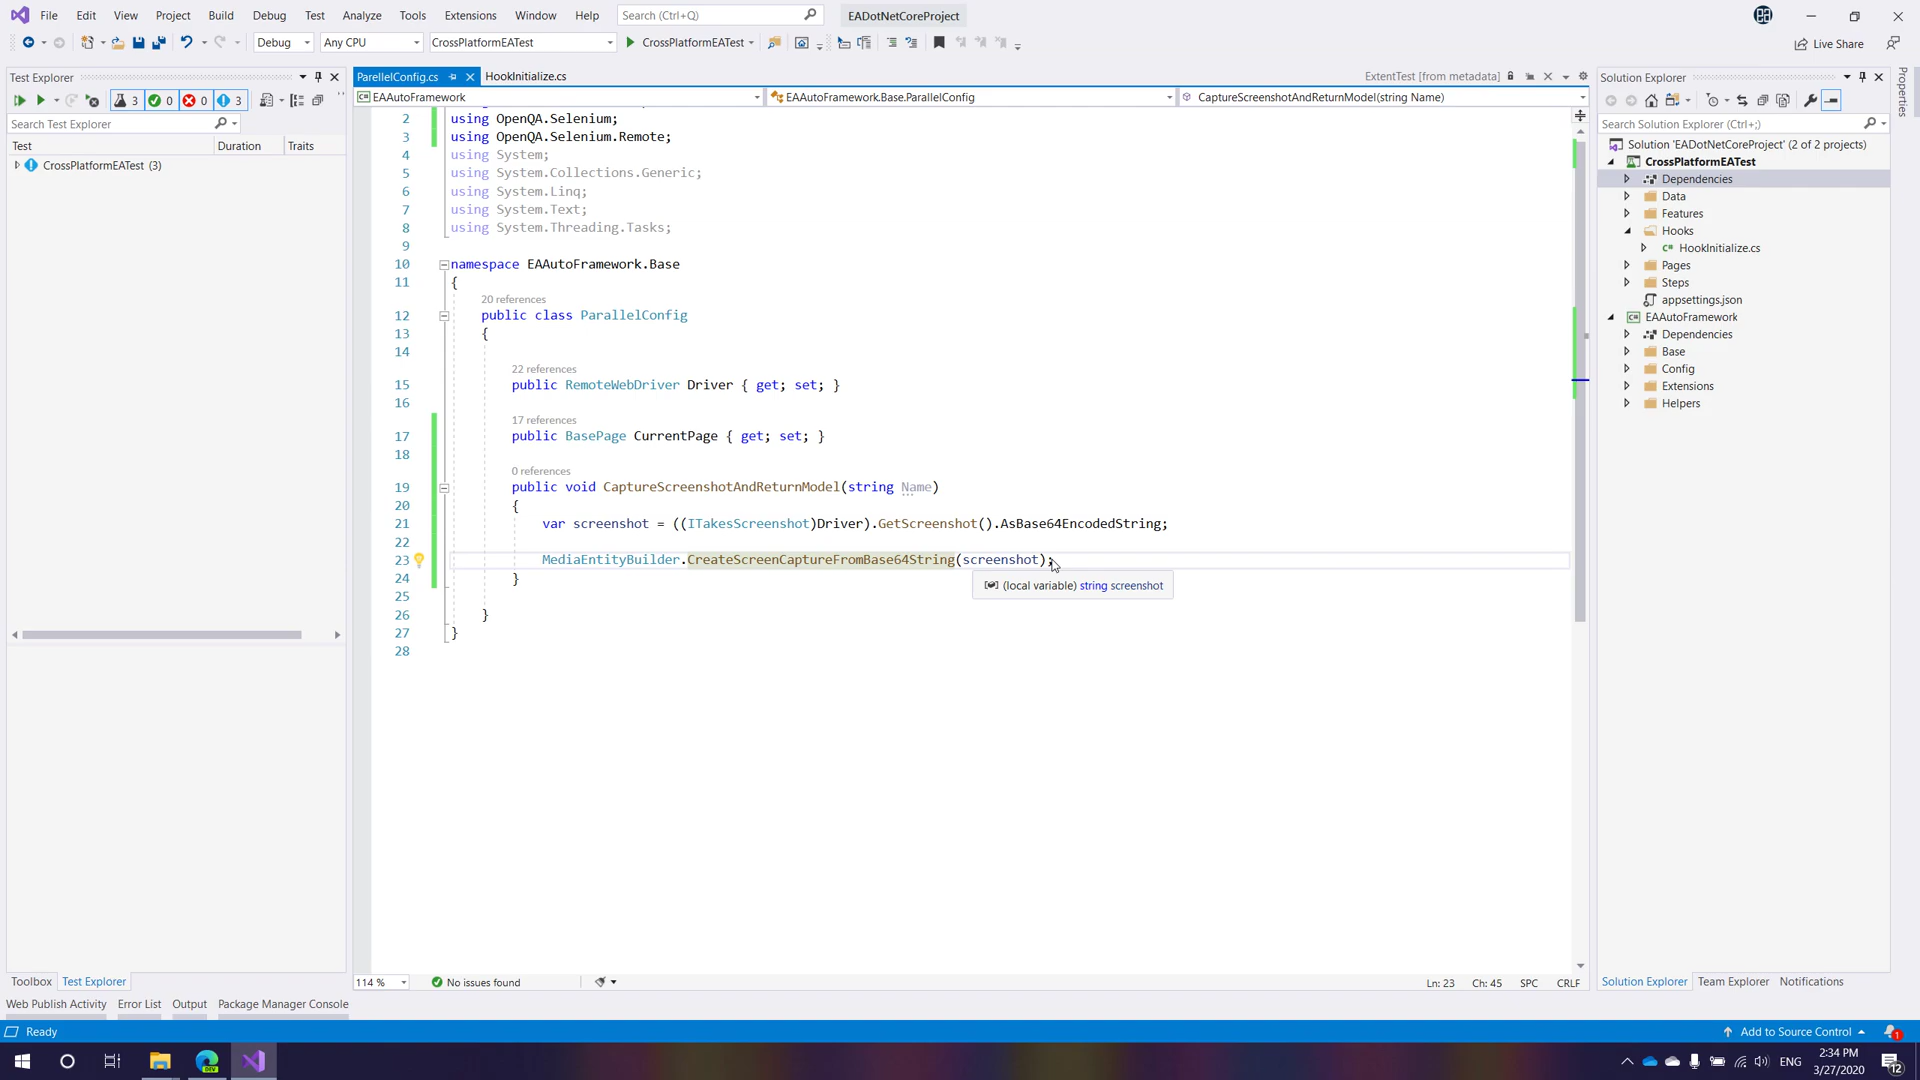 File Edit View Project Build Debug Test Analyze Tools Extensions Window Help Search (Ctrl+Q) EADotNetCoreProject
Debug Any CPU CrossPlatformEATest CrossPlatformEATest Live Share
Test Explorer
3 0 0 3
Search Test Explorer
Test Duration Traits
CrossPlatformEATest (3)
ParellelConfig.cs HookInitialize.cs ExtentTest [from metadata]
EAAutoFramework EAAutoFramework.Base.ParallelConfig CaptureScreenshotAndReturnModel(string Name)
2 using OpenQA.Selenium;
3 using OpenQA.Selenium.Remote;
4 using System;
5 using System.Collections.Generic;
6 using System.Linq;
7 using System.Text;
8 using System.Threading.Tasks;
9
10 namespace EAAutoFramework.Base
11 {
20 references
12 public class ParallelConfig
13 {
14
22 references
15 public RemoteWebDriver Driver { get; set; }
16
17 references
17 public BasePage CurrentPage { get; set; }
18
0 references
19 public void CaptureScreenshotAndReturnModel(string Name)
20 {
21 var screenshot = ((ITakesScreenshot)Driver).GetScreenshot().AsBase64EncodedString;
22
23 MediaEntityBuilder.CreateScreenCaptureFromBase64String(screenshot);
(local variable) string screenshot
24 }
25
26 }
27 }
28
114 % No issues found Ln: 23 Ch: 45 SPC CRLF
Solution Explorer
Search Solution Explorer (Ctrl+;)
Solution 'EADotNetCoreProject' (2 of 2 projects)
CrossPlatformEATest
Dependencies
Data
Features
Hooks
HookInitialize.cs
Pages
Steps
appsettings.json
EAAutoFramework
Dependencies
Base
Config
Extensions
Helpers
Properties
Toolbox Test Explorer
Solution Explorer Team Explorer Notifications
Web Publish Activity Error List Output Package Manager Console
Ready Add to Source Control 1
DEV
ENG 2:34 PM
3/27/2020 12